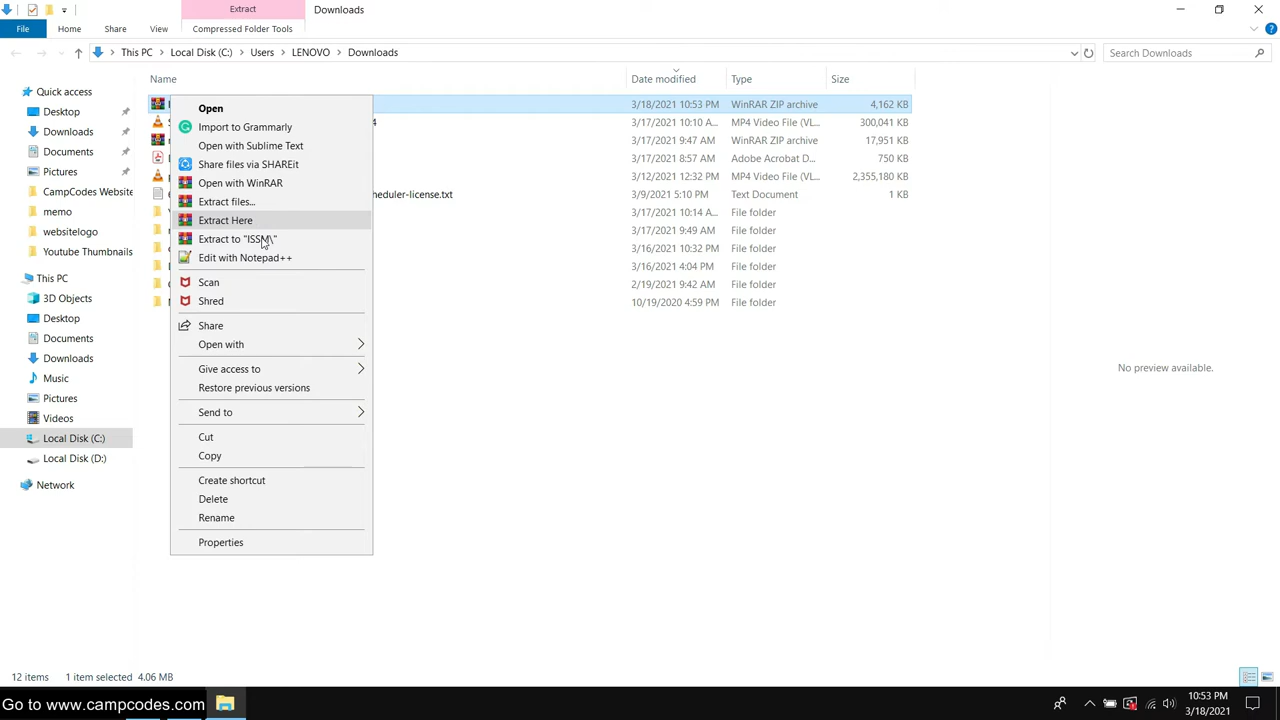 Extract
Downloads
File
Home
Share
View
Compressed Folder Tools
This PC
Local Disk (C:)
Users
LENOVO
Downloads
Search Downloads
Name
Date modified
Type
Size
Quick access
Desktop
Downloads
Documents
Pictures
CampCodes Website
memo
websitelogo
Youtube Thumbnails
This PC
3D Objects
Desktop
Documents
Downloads
Music
Pictures
Videos
Local Disk (C:)
Local Disk (D:)
Network
Open
Import to Grammarly
Open with Sublime Text
Share files via SHAREit
Open with WinRAR
Extract files...
Extract Here
Extract to "ISSM\"
Edit with Notepad++
Scan
Shred
Share
Open with
Give access to
Restore previous versions
Send to
Cut
Copy
Create shortcut
Delete
Rename
Properties
3/18/2021 10:53 PM WinRAR ZIP archive 4,162 KB
4 3/17/2021 10:10 A... MP4 Video File (VL... 300,041 KB
3/17/2021 9:47 AM WinRAR ZIP archive 17,951 KB
3/17/2021 8:57 AM Adobe Acrobat D... 750 KB
3/12/2021 12:32 PM MP4 Video File (VL... 2,355,180 KB
heduler-license.txt 3/9/2021 5:10 PM Text Document 1 KB
3/17/2021 10:14 A... File folder
3/17/2021 9:49 AM File folder
3/16/2021 10:32 PM File folder
3/16/2021 4:04 PM File folder
2/19/2021 9:42 AM File folder
10/19/2020 4:59 PM File folder
No preview available.
12 items 1 item selected 4.06 MB
Go to www.campcodes.com
10:53 PM
3/18/2021